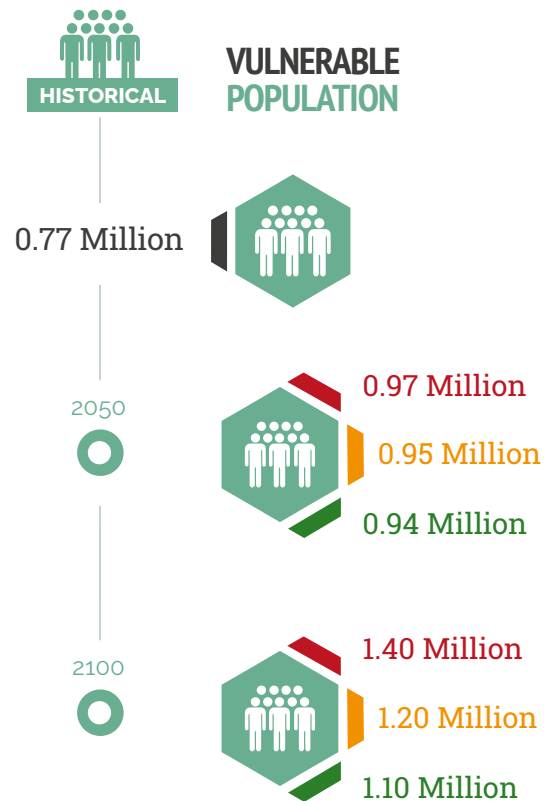 HISTORICAL
VULNERABLE
POPULATION
0.77 Million
2050
0.97 Million
0.95 Million
0.94 Million
2100
1.40 Million
1.20 Million
1.10 Million